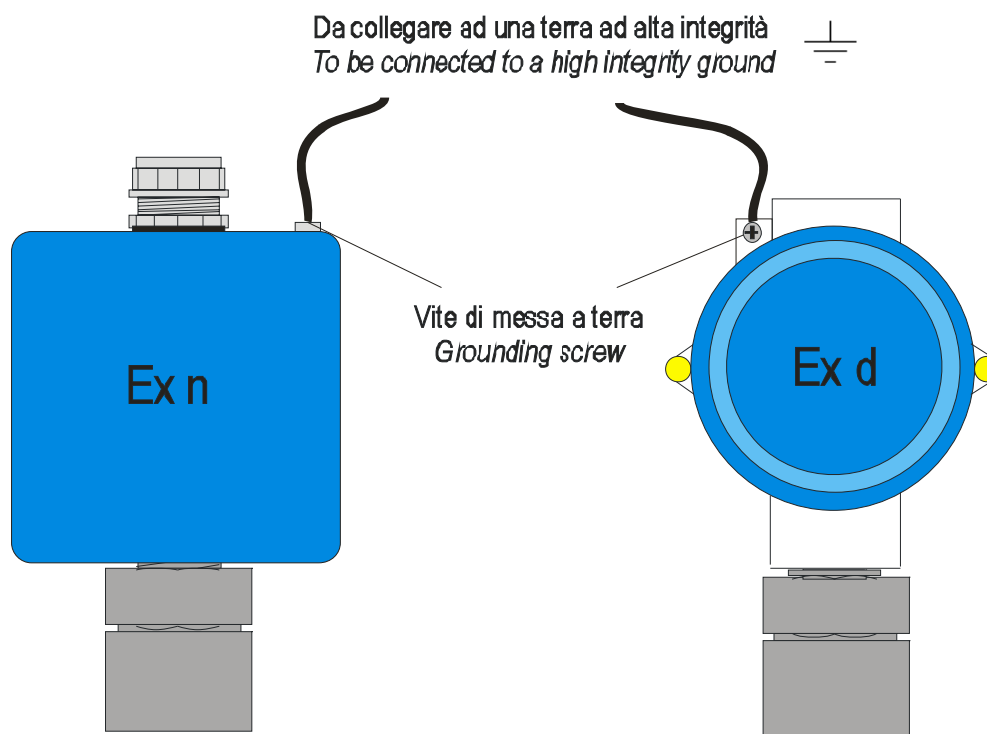 Da collegare ad una terra ad alta integrità
To be connected to a high integrity ground
Vite di messa a terra
Grounding screw
Ex n
Ex d